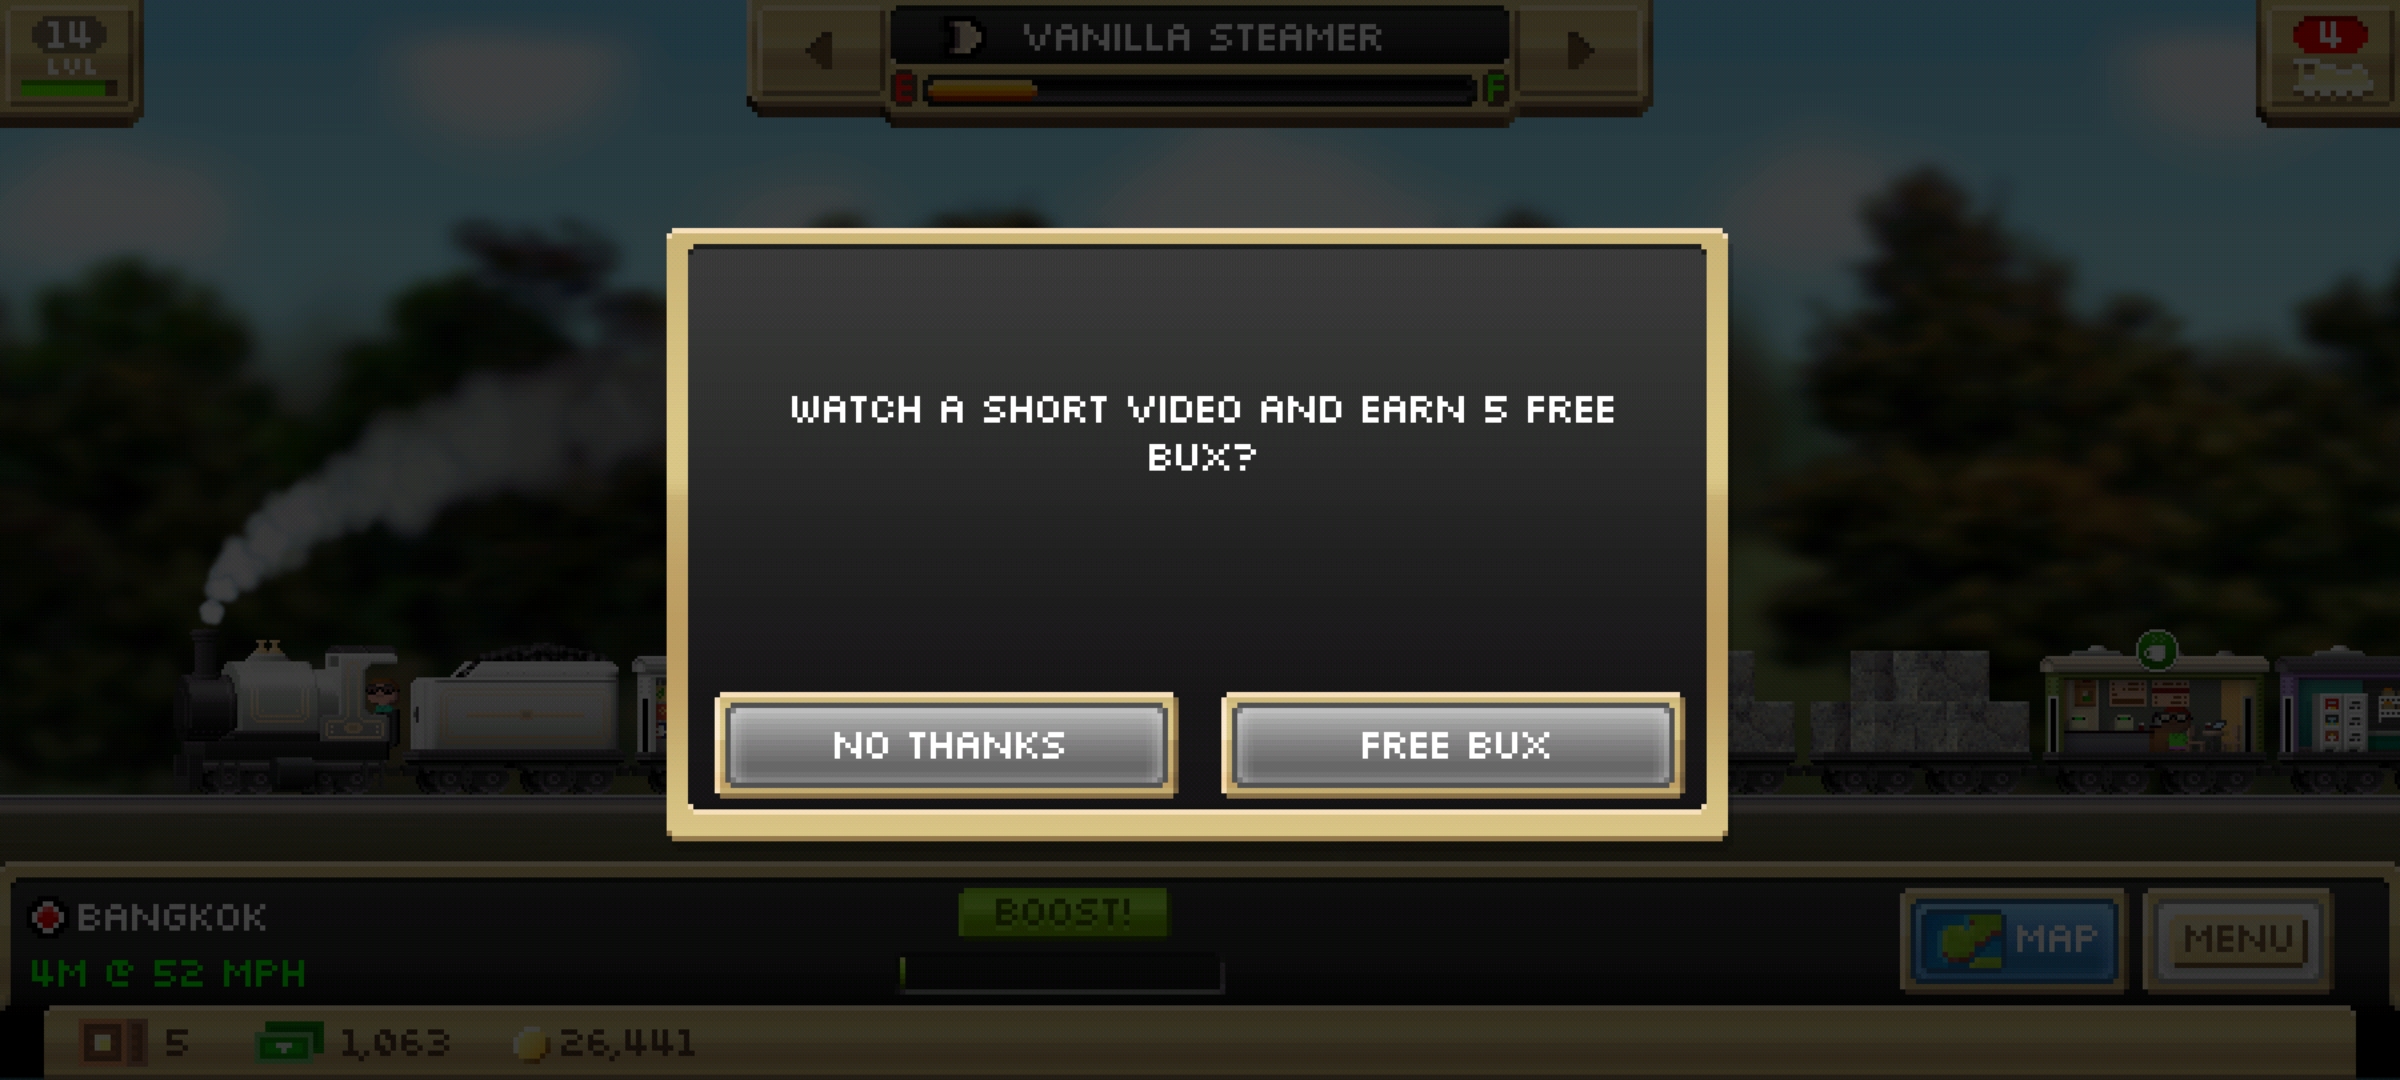 14
LVL
VANILLA STEAMER
E F
4
WATCH A SHORT VIDEO AND EARN 5 FREE
BUX?
NO THANKS
FREE BUX
BANGKOK
4M @ 52 MPH
BOOST!
MAP
MENU
5
1,063
26,441